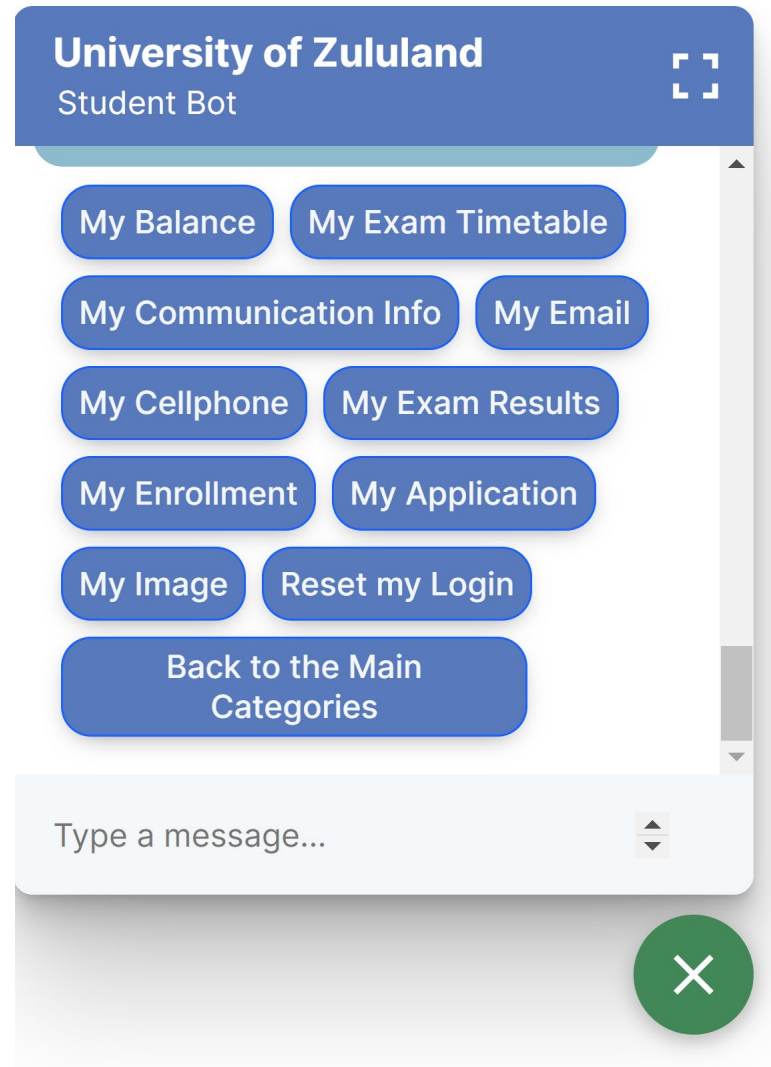 University of Zululand
Student Bot
My Balance My Exam Timetable
My Communication Info My Email
My Cellphone My Exam Results
My Enrollment My Application
My Image Reset my Login
Back to the Main
Categories
Type a message...